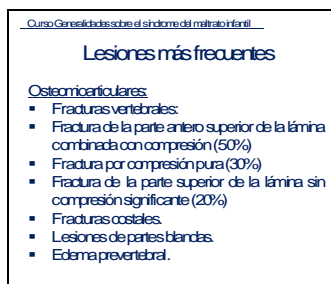 Curso Generalidades sobre el síndrome del maltrato infantil
Lesiones más frecuentes
Osteomioarticulares:
▪ Fracturas vertebrales:
▪ Fractura de la parte antero superior de la lámina
combinada con compresión (50%)
▪ Fractura por compresión pura (30%)
▪ Fractura de la parte superior de la lámina sin
compresión significante (20%)
▪ Fracturas costales.
▪ Lesiones de partes blandas.
▪ Edema prevertebral.